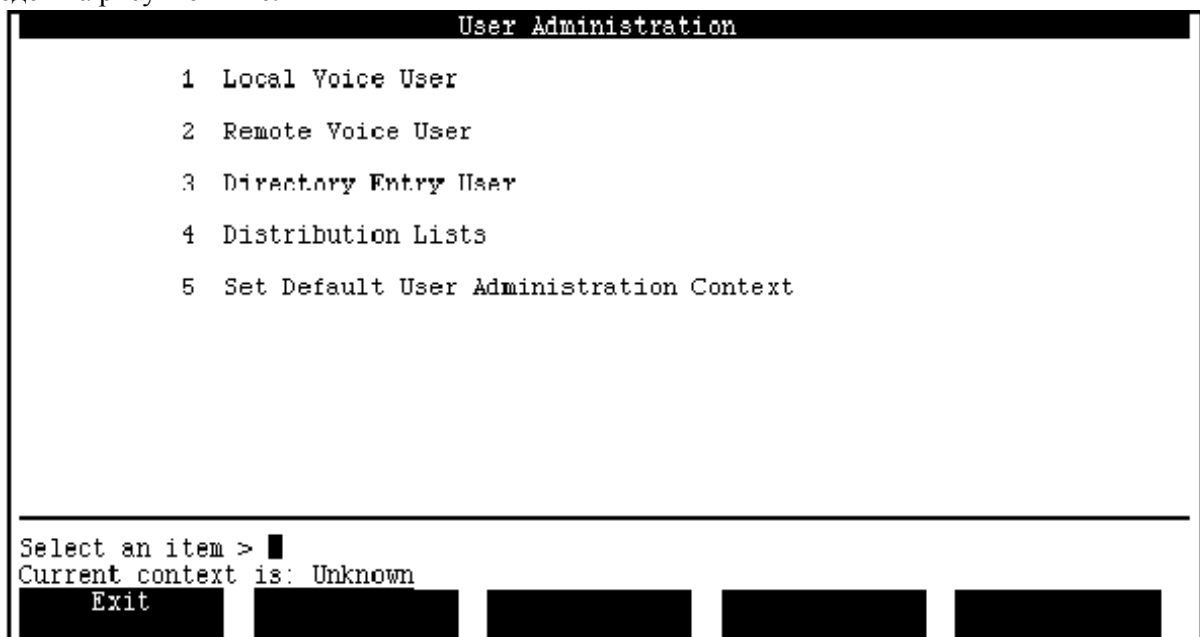 User Administration
1 Local Voice User
2 Remote Voice User
3 Directory Entry User
4 Distribution Lists
5 Set Default User Administration Context
Select an item >
Current context is: Unknown
Exit